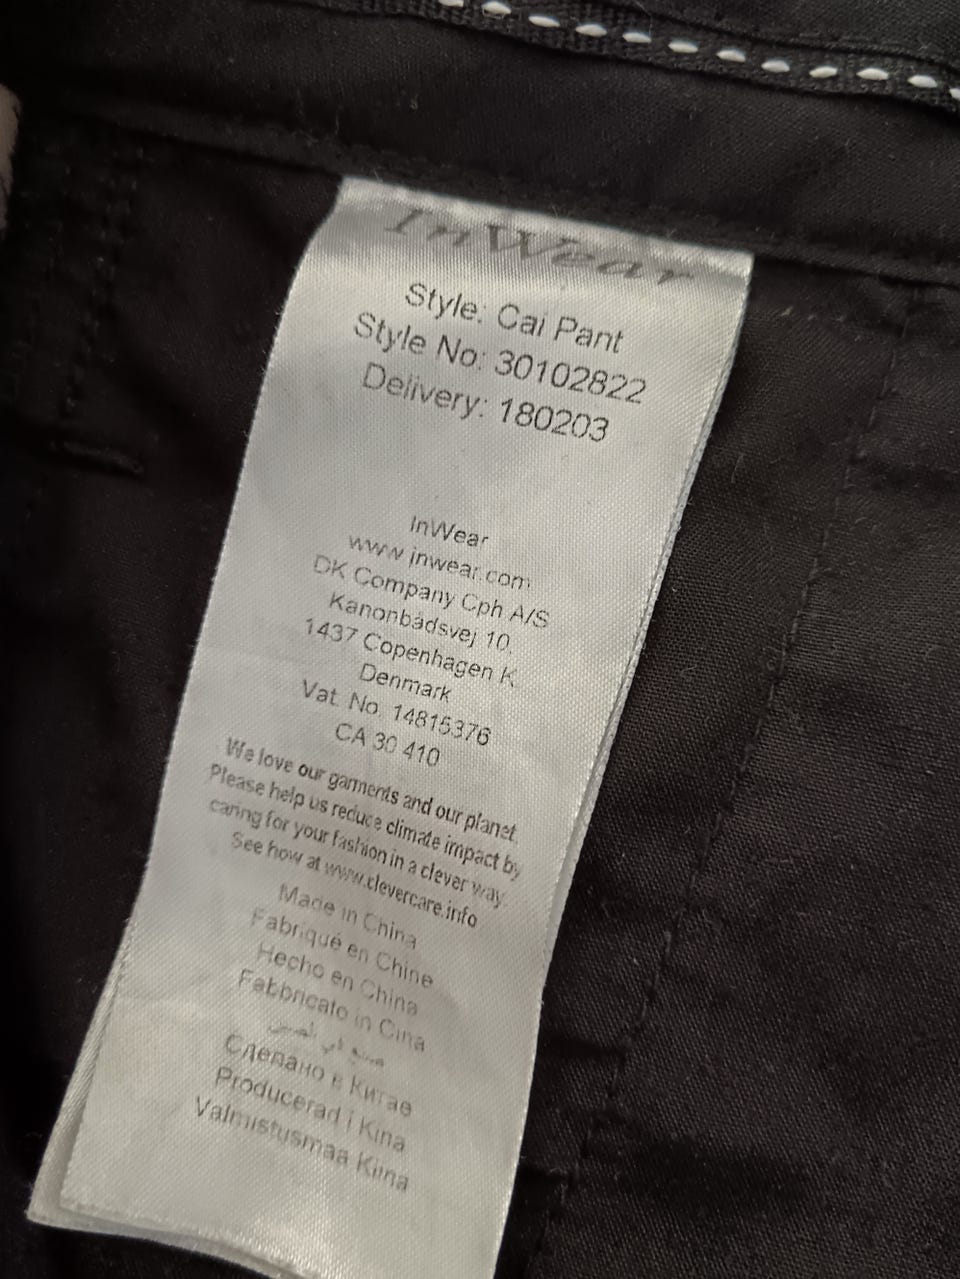 InWear
Style: Cai Pant
Style No: 30102822
Delivery: 180203
InWear
www.inwear.com
DK Company Cph A/S
Kanonbådsvej 10,
1437 Copenhagen K.
Denmark
Vat. No. 14815376
CA 30 410
We love our garments and our planet.
Please help us reduce climate impact by
caring for your fashion in a clever way.
See how at www.clevercare.info
Made in China
Fabriqué en Chine
Hecho en China
Fabbricato in Cina
صنع في الصين
Сделано в Китае
Producerad i Kina
Valmistusmaa Kiina